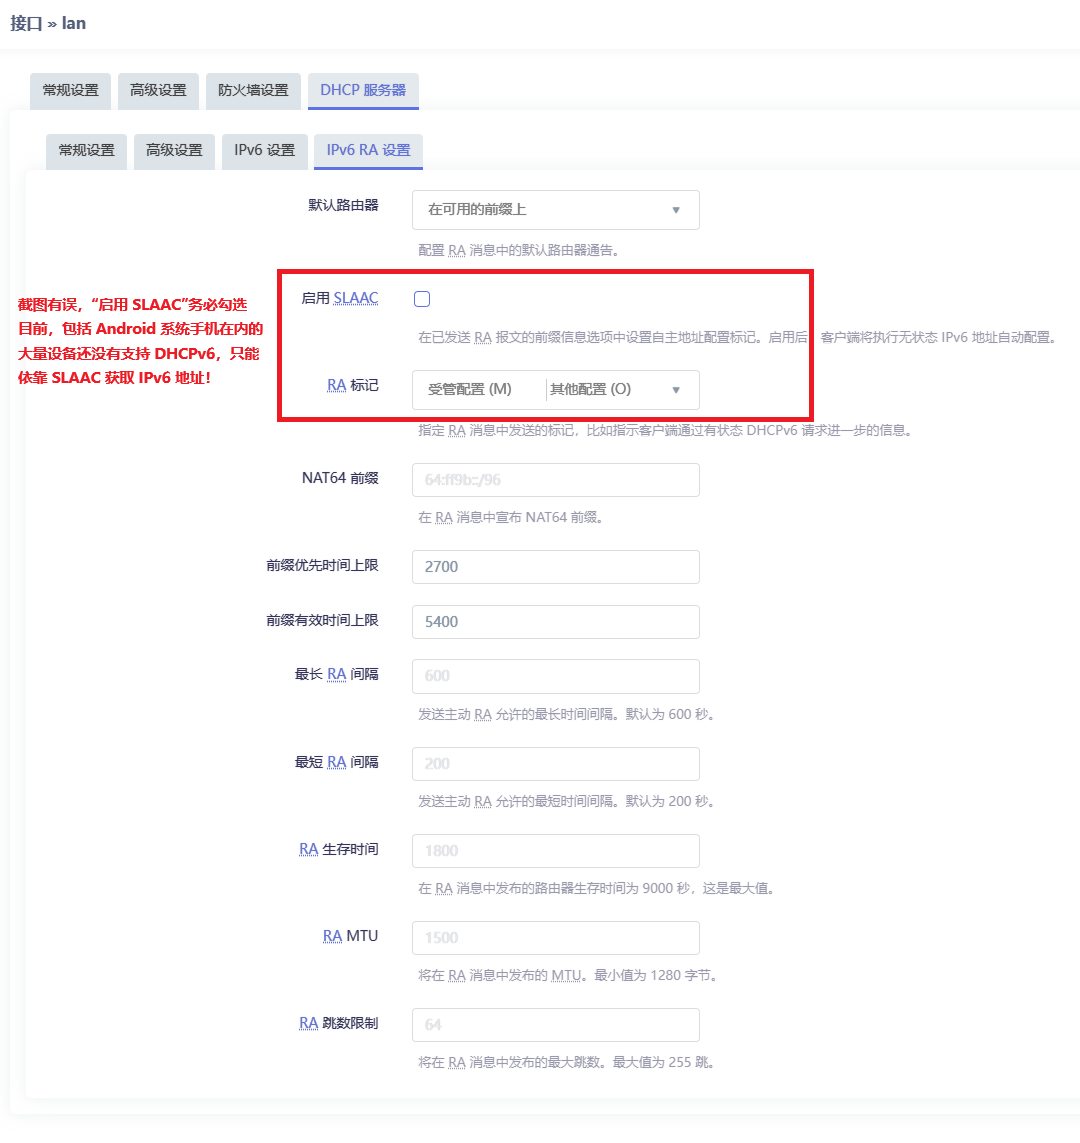 接口 » lan
常规设置 高级设置 防火墙设置 DHCP 服务器
常规设置 高级设置 IPv6 设置 IPv6 RA 设置
默认路由器 在可用的前缀上
配置 RA 消息中的默认路由器通告。
启用 SLAAC
截图有误，“启用 SLAAC”务必勾选
目前，包括 Android 系统手机在内的
大量设备还没有支持 DHCPv6，只能
依靠 SLAAC 获取 IPv6 地址！
在已发送 RA 报文的前缀信息选项中设置自主地址配置标记。启用后，客户端将执行无状态 IPv6 地址自动配置。
RA 标记 受管配置 (M) 其他配置 (O)
指定 RA 消息中发送的标记，比如指示客户端通过有状态 DHCPv6 请求进一步的信息。
NAT64 前缀 64:ff9b::/96
在 RA 消息中宣布 NAT64 前缀。
前缀优先时间上限 2700
前缀有效时间上限 5400
最长 RA 间隔 600
发送主动 RA 允许的最长时间间隔。默认为 600 秒。
最短 RA 间隔 200
发送主动 RA 允许的最短时间间隔。默认为 200 秒。
RA 生存时间 1800
在 RA 消息中发布的路由器生存时间为 9000 秒，这是最大值。
RA MTU 1500
将在 RA 消息中发布的 MTU。最小值为 1280 字节。
RA 跳数限制 64
将在 RA 消息中发布的最大跳数。最大值为 255 跳。